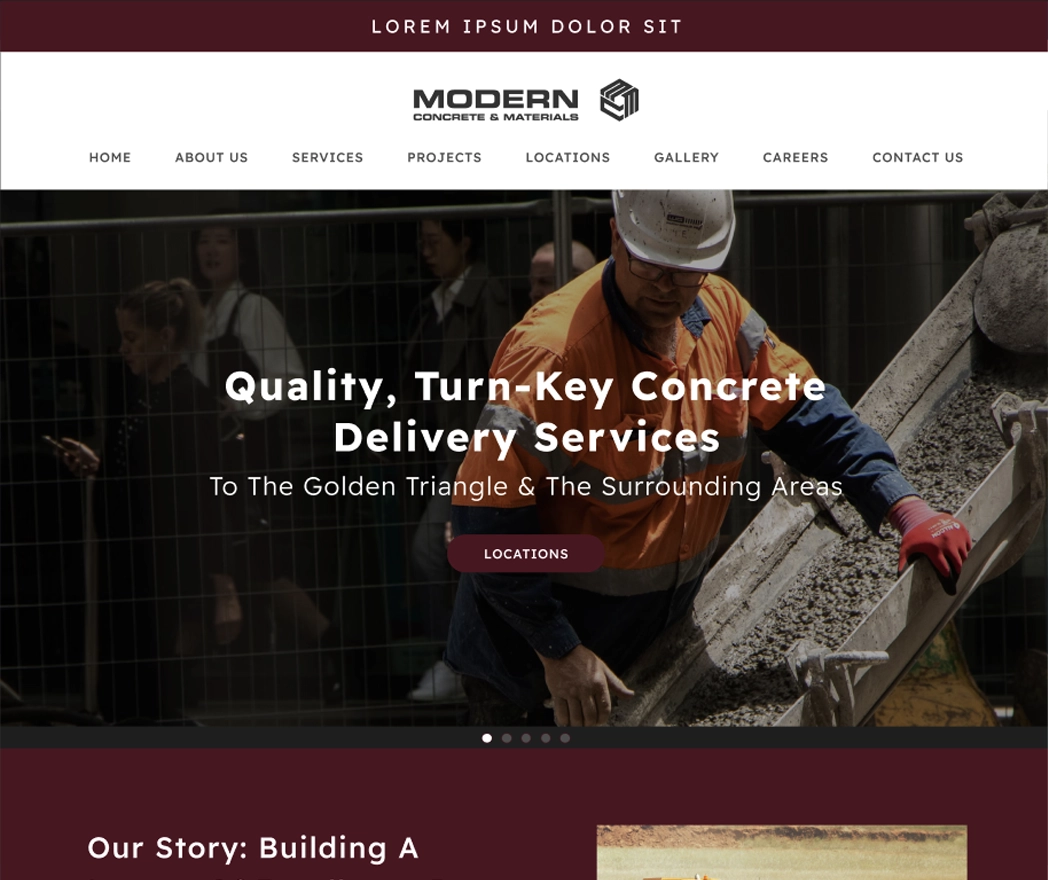 LOREM IPSUM DOLOR SIT
MODERN
CONCRETE & MATERIALS
HOME ABOUT US SERVICES PROJECTS LOCATIONS GALLERY CAREERS CONTACT US
Quality, Turn-Key Concrete
Delivery Services
To The Golden Triangle & The Surrounding Areas
LOCATIONS
Our Story: Building A